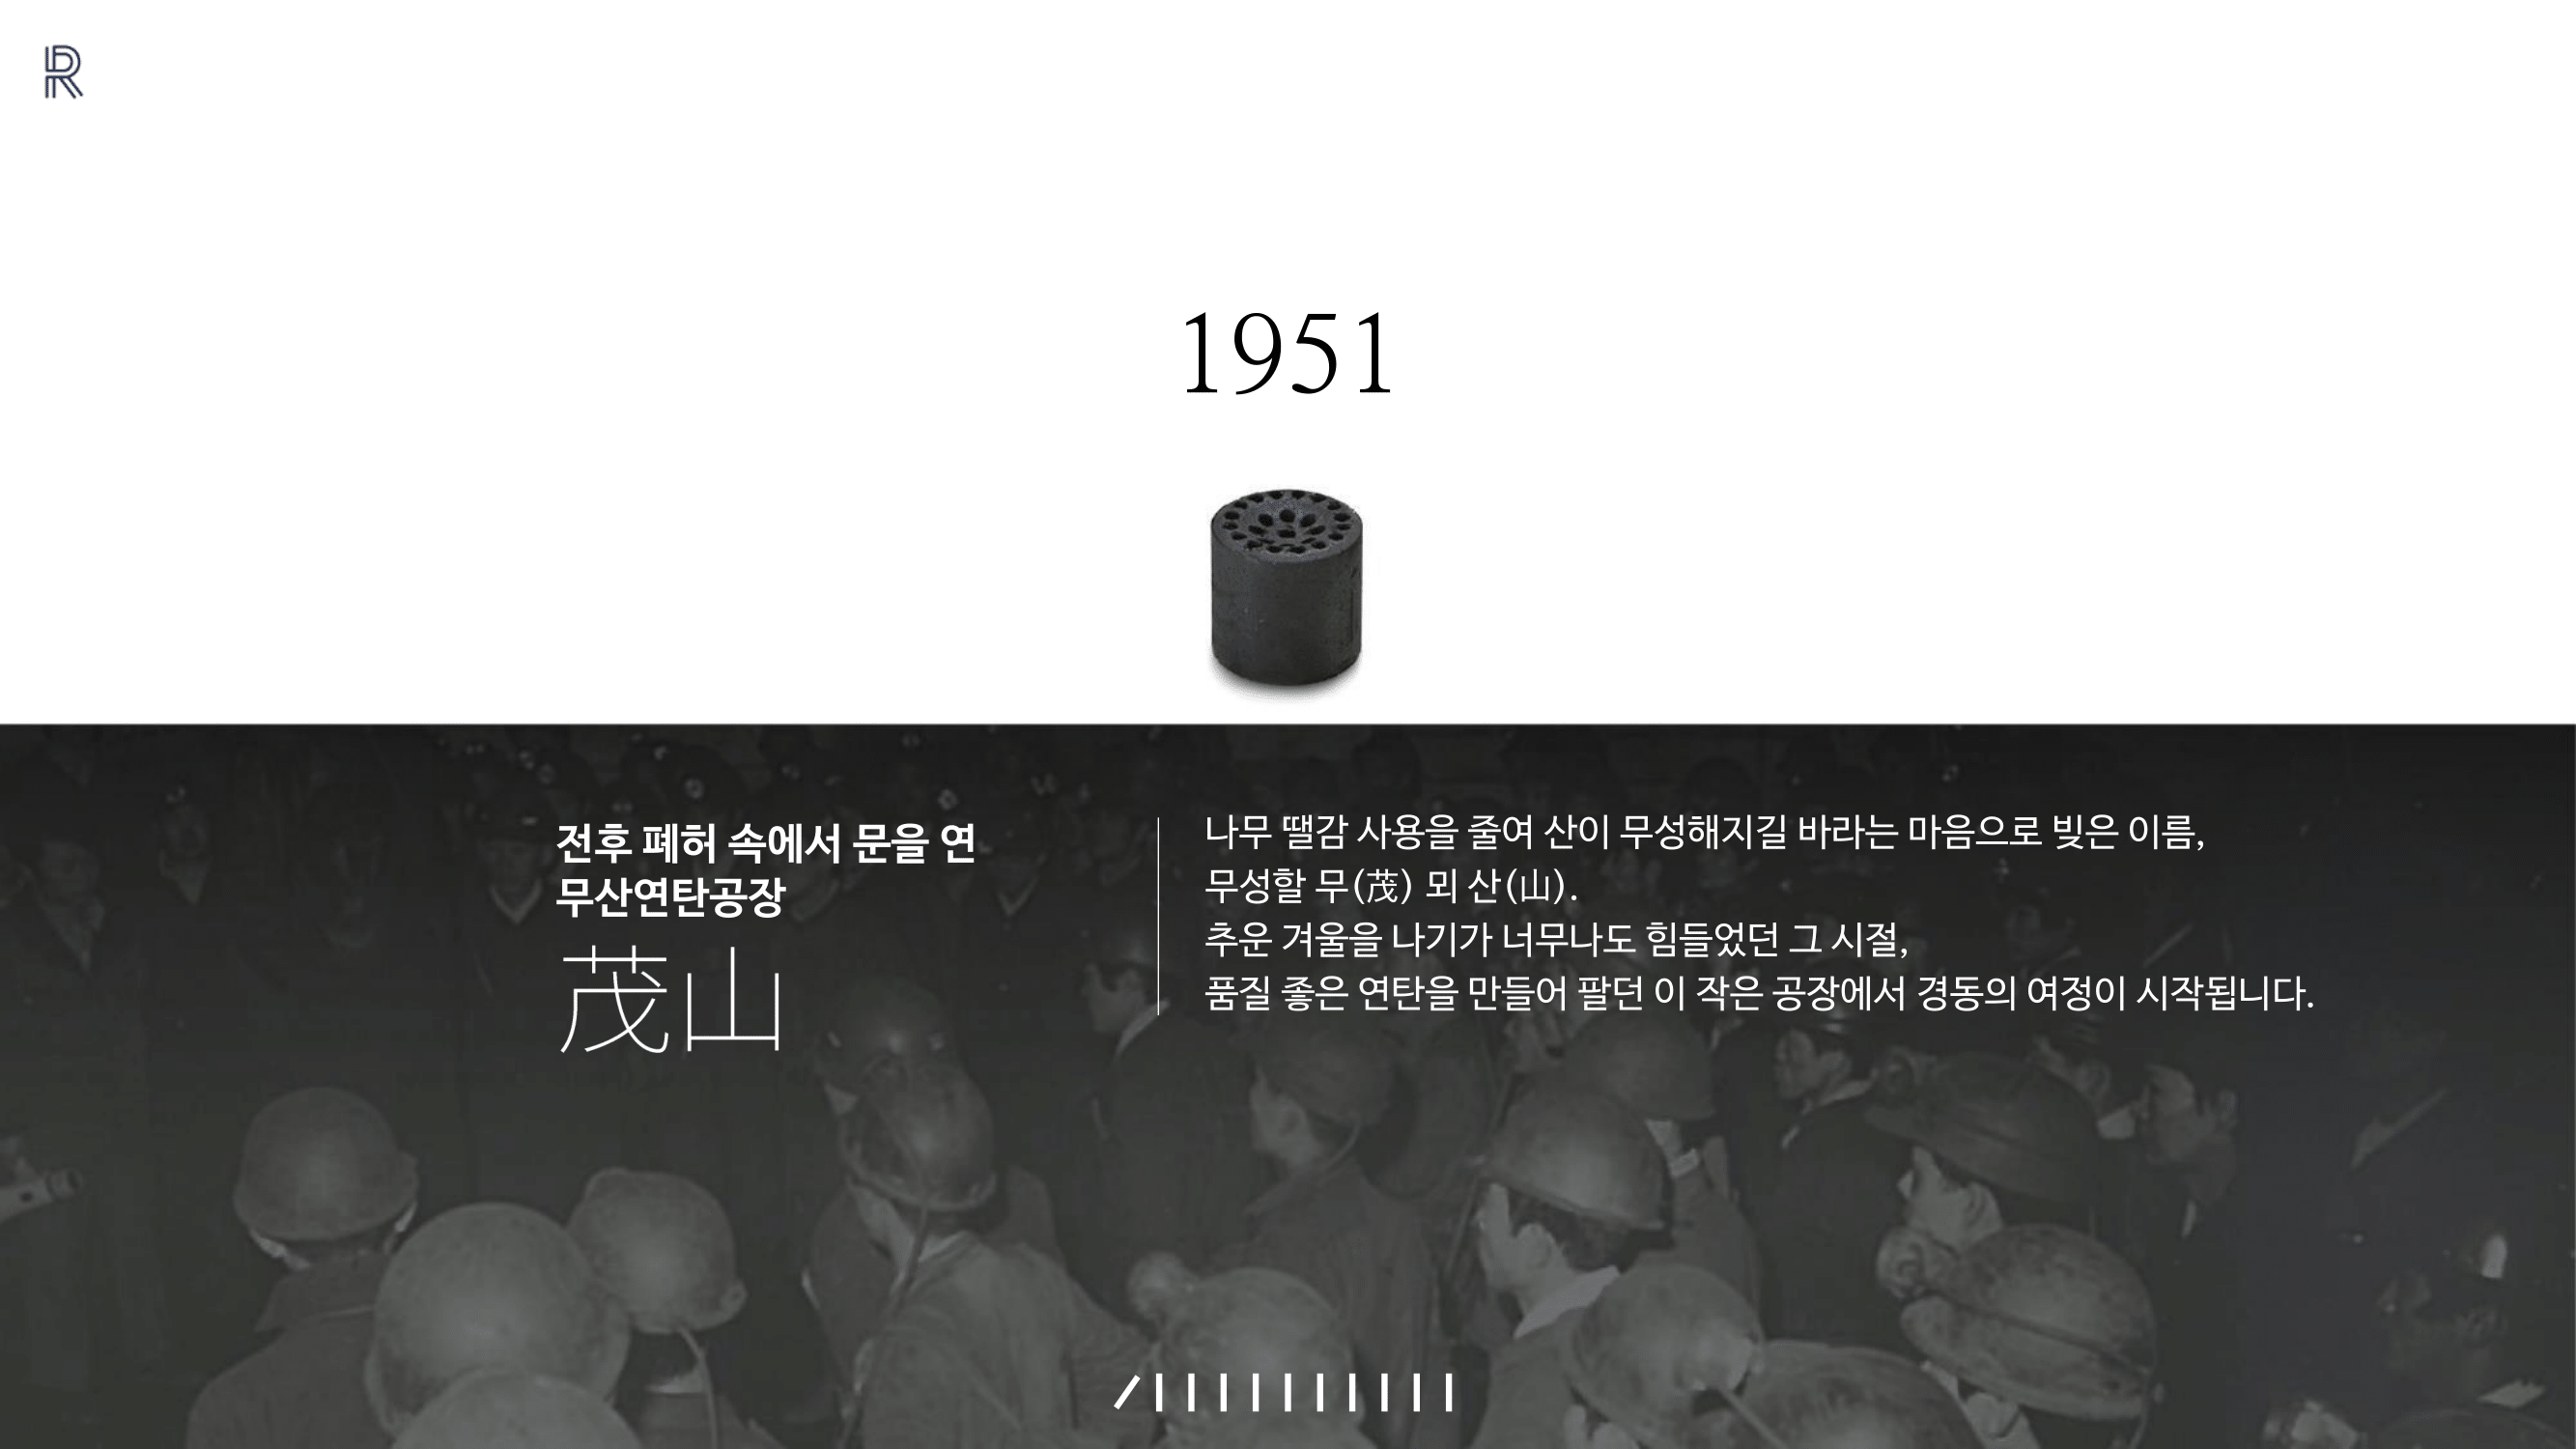 R
1951
전후 폐허 속에서 문을 연
무산연탄공장
茂山
나무 땔감 사용을 줄여 산이 무성해지길 바라는 마음으로 빚은 이름,
무성할 무(茂) 뫼 산(山).
추운 겨울을 나기가 너무나도 힘들었던 그 시절,
품질 좋은 연탄을 만들어 팔던 이 작은 공장에서 경동의 여정이 시작됩니다.